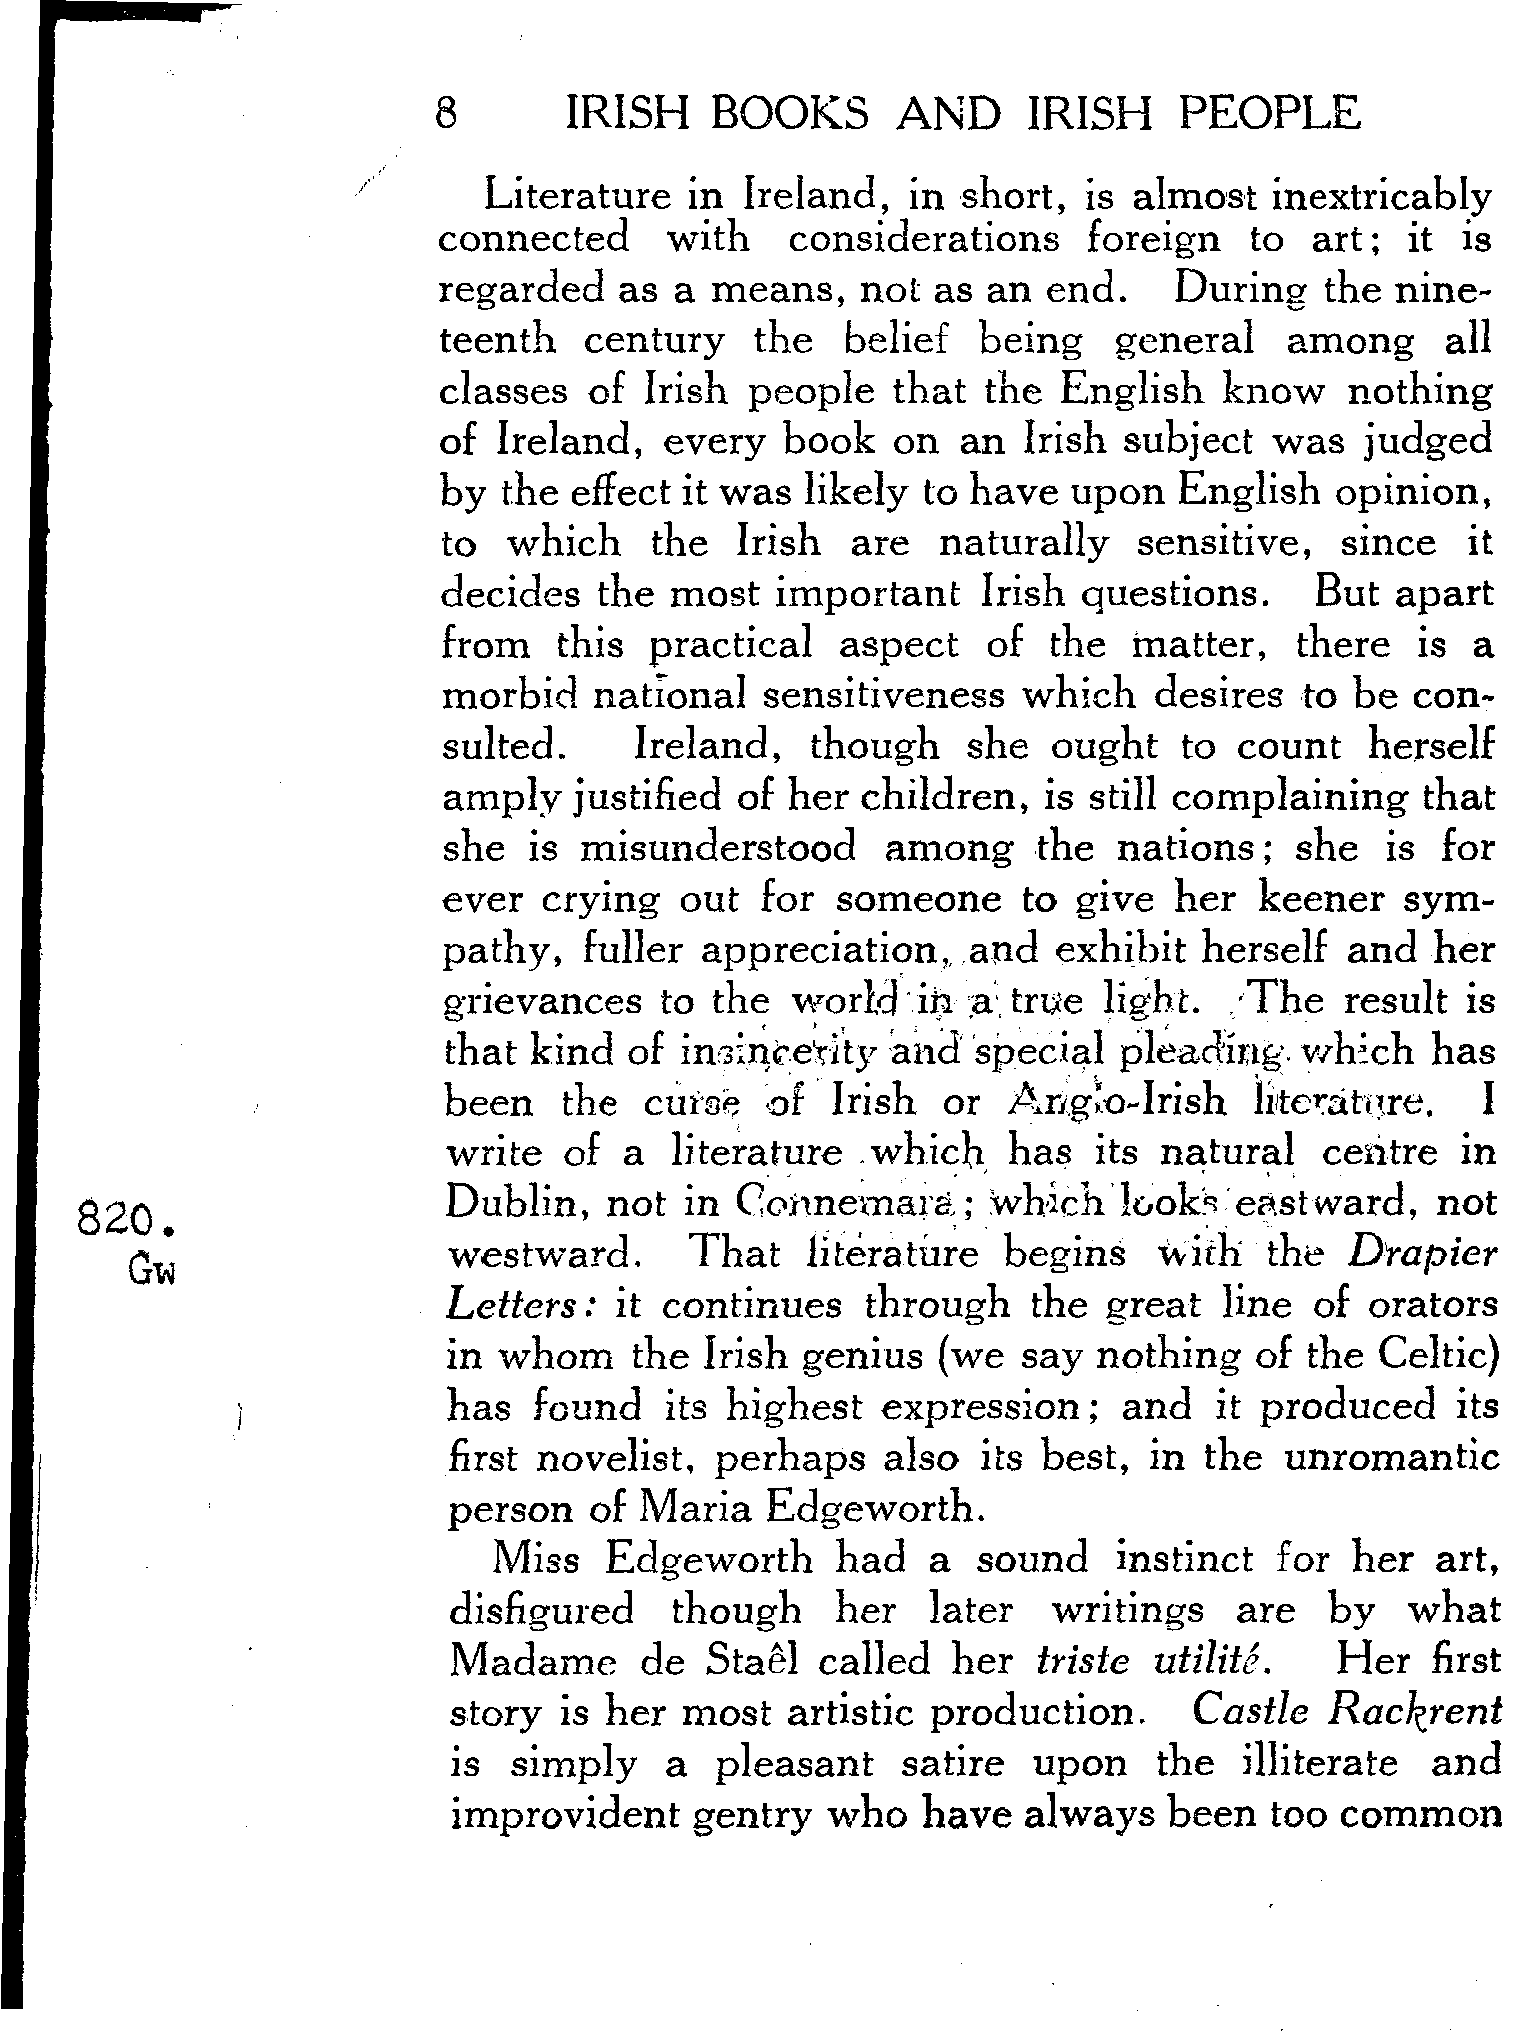 8 IRISH BOOKS AND IRISH PEOPLE
Literature in Ireland, in short, is almost inextricably
connected with considerations foreign to art; it is
regarded as a means, not as an end. During the nine-
teenth century the belief being general among all
classes of Irish people that the English know nothing
of Ireland, every book on an Irish subject was judged
by the effect it was likely to have upon English opinion,
to which the Irish are naturally sensitive, since it
decides the most important Irish questions. But apart
from this practical aspect of the matter, there is a
morbid national sensitiveness which desires to be con-
sulted. Ireland, though she ought to count herself
amply justified of her children, is still complaining that
she is misunderstood among the nations; she is for
ever crying out for someone to give her keener sym-
pathy, fuller appreciation, and exhibit herself and her
grievances to the world in a true light. The result is
that kind of insincerity and special pleading which has
been the curse of Irish or Anglo-Irish literature. I
write of a literature which has its natural centre in
Dublin, not in Connemara; which looks eastward, not
westward. That literature begins with the Drapier
Letters: it continues through the great line of orators
in whom the Irish genius (we say nothing of the Celtic)
has found its highest expression; and it produced its
first novelist, perhaps also its best, in the unromantic
person of Maria Edgeworth.
Miss Edgeworth had a sound instinct for her art,
disfigured though her later writings are by what
Madame de Staêl called her triste utilité. Her first
story is her most artistic production. Castle Rackrent
is simply a pleasant satire upon the illiterate and
improvident gentry who have always been too common
820.
Gw